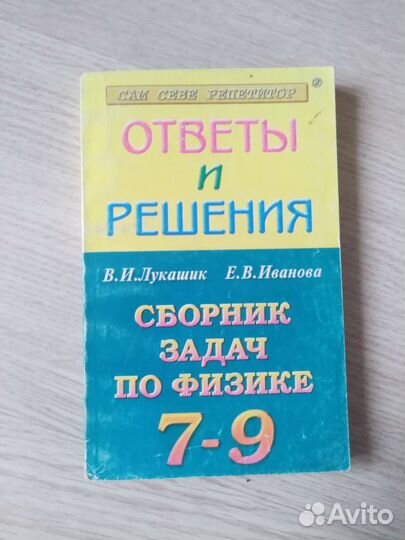 САМ СЕБЕ РЕПЕТИТОР ®
ОТВЕТЫ
И
РЕШЕНИЯ
В.И.Лукашик Е.В.Иванова
СБОРНИК
ЗАДАЧ
ПО ФИЗИКЕ
7-9
Avito